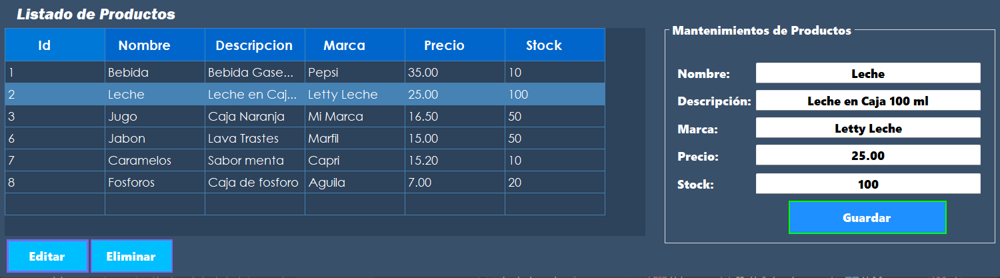 Listado de Productos
Id Nombre Descripcion Marca Precio Stock
1 Bebida Bebida Gase... Pepsi 35.00 10
2 Leche Leche en Caj... Letty Leche 25.00 100
3 Jugo Caja Naranja Mi Marca 16.50 50
6 Jabon Lava Trastes Marfil 15.00 50
7 Caramelos Sabor menta Capri 15.20 10
8 Fosforos Caja de fosforo Aguila 7.00 20
Editar Eliminar
Mantenimientos de Productos
Nombre: Leche
Descripción: Leche en Caja 100 ml
Marca: Letty Leche
Precio: 25.00
Stock: 100
Guardar